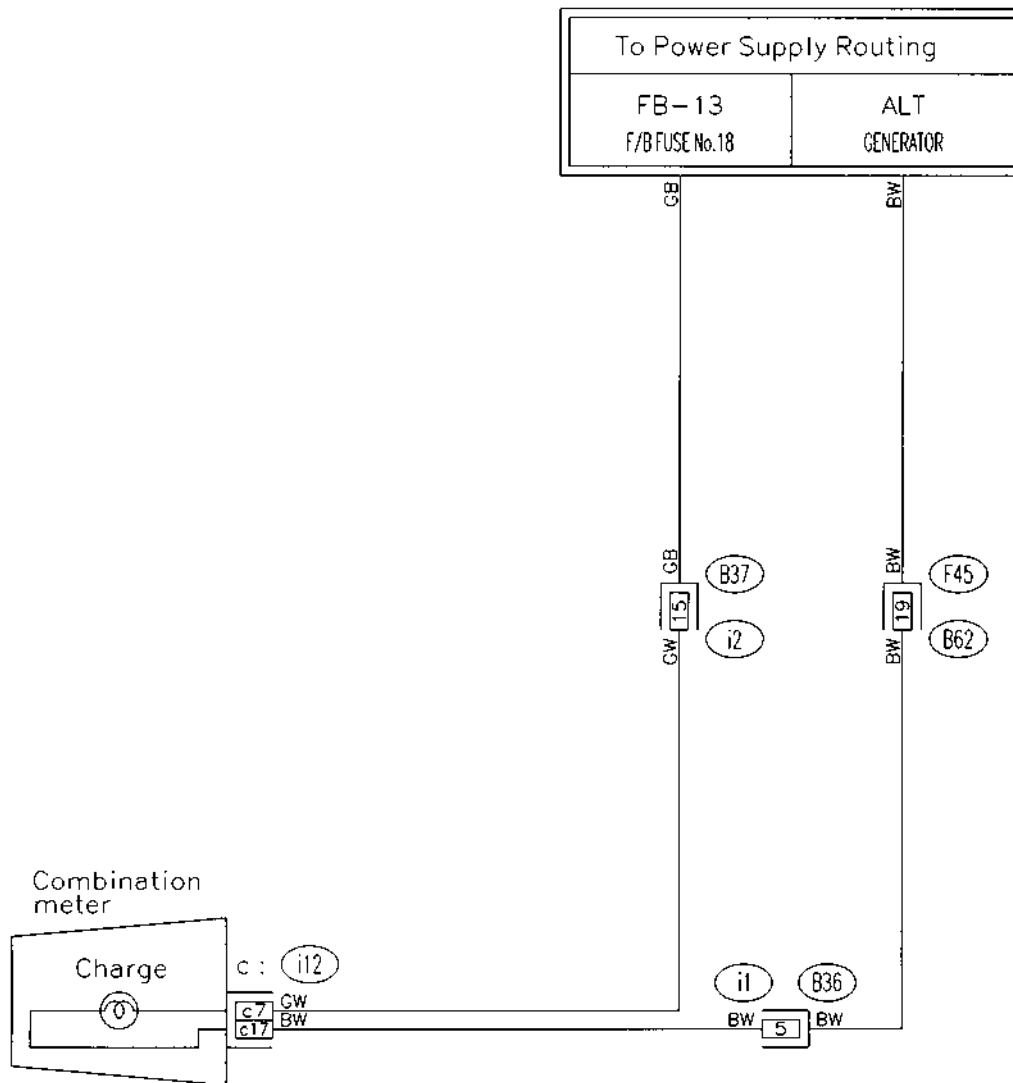 To Power Supply Routing
FB-13
F/B FUSE No.18
ALT
GENERATOR
GB
BW
GB
B37
BW
F45
15
19
GW
i2
BW
B62
Combination
meter
Charge
c :
i12
i1
B36
c7
GW
c17
BW
BW
5
BW